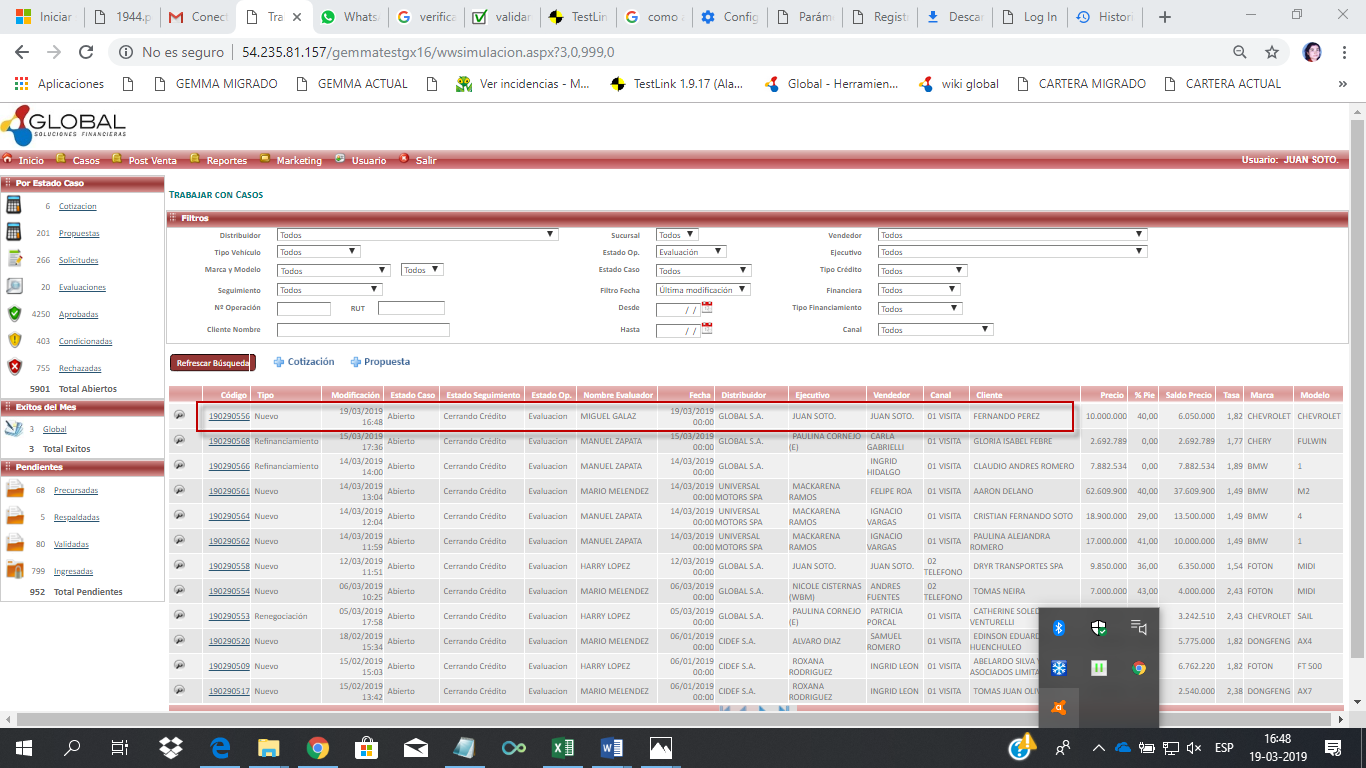 Iniciar
1944.p
Conect
Tra
WhatsA
verifica
validar
TestLink
como
Config
Parám
Registr
Descar
Log In
Histori
No es seguro | 54.235.81.157/gemmatestgx16/wwsimulacion.aspx?3,0,999,0
Aplicaciones
GEMMA MIGRADO
GEMMA ACTUAL
Ver incidencias - M...
TestLink 1.9.17 (Ala...
Global - Herramien...
wiki global
CARTERA MIGRADO
CARTERA ACTUAL
»
GLOBAL
SOLUCIONES FINANCIERAS
Inicio Casos Post Venta Reportes Marketing Usuario Salir
Usuario: JUAN SOTO.
Por Estado Caso
6 Cotizacion
201 Propuestas
266 Solicitudes
20 Evaluaciones
4250 Aprobadas
403 Condicionadas
755 Rechazadas
5901 Total Abiertos
Exitos del Mes
3 Global
3 Total Exitos
Pendientes
68 Precursadas
5 Respaldadas
80 Validadas
799 Ingresadas
952 Total Pendientes
TRABAJAR CON CASOS
Filtros
Distribuidor Todos Sucursal Todos Vendedor Todos
Tipo Vehículo Todos Estado Op. Evaluación Ejecutivo Todos
Marca y Modelo Todos Todos Estado Caso Todos Tipo Crédito Todos
Seguimiento Todos Filtro Fecha Última modificación Financiera Todos
Nº Operación RUT Desde / / Tipo Financiamiento Todos
Cliente Nombre Hasta / / Canal Todos
Refrescar Búsqueda Cotización Propuesta
Código Tipo Modificación Estado Caso Estado Seguimiento Estado Op. Nombre Evaluador Fecha Distribuidor Ejecutivo Vendedor Canal Cliente Precio % Pie Saldo Precio Tasa Marca Modelo
190290556 Nuevo 19/03/2019 16:48 Abierto Cerrando Crédito Evaluacion MIGUEL GALAZ 19/03/2019 00:00 GLOBAL S.A. JUAN SOTO. JUAN SOTO. 01 VISITA FERNANDO PEREZ 10.000.000 40,00 6.050.000 1,82 CHEVROLET CHEVROLET
190290568 Refinanciamiento 15/03/2019 17:36 Abierto Cerrando Crédito Evaluacion MANUEL ZAPATA 15/03/2019 00:00 GLOBAL S.A. PAULINA CORNEJO (E) CARLA GABRIELLI 01 VISITA GLORIA ISABEL FEBRE 2.692.789 0,00 2.692.789 1,77 CHERY FULWIN
190290566 Refinanciamiento 14/03/2019 14:00 Abierto Cerrando Crédito Evaluacion MANUEL ZAPATA 14/03/2019 00:00 GLOBAL S.A. INGRID HIDALGO 01 VISITA CLAUDIO ANDRES ROMERO 7.882.534 0,00 7.882.534 1,89 BMW 1
190290561 Nuevo 14/03/2019 13:04 Abierto Cerrando Crédito Evaluacion MARIO MELENDEZ 14/03/2019 00:00 UNIVERSAL MOTORS SPA MACKARENA RAMOS FELIPE ROA 01 VISITA AARON DELANO 62.609.900 40,00 37.609.900 1,49 BMW M2
190290564 Nuevo 14/03/2019 12:04 Abierto Cerrando Crédito Evaluacion MANUEL ZAPATA 14/03/2019 00:00 UNIVERSAL MOTORS SPA MACKARENA RAMOS IGNACIO VARGAS 01 VISITA CRISTIAN FERNANDO SOTO 18.900.000 29,00 13.500.000 1,49 BMW 4
190290562 Nuevo 14/03/2019 11:59 Abierto Cerrando Crédito Evaluacion MANUEL ZAPATA 14/03/2019 00:00 UNIVERSAL MOTORS SPA MACKARENA RAMOS IGNACIO VARGAS 01 VISITA PAULINA ALEJANDRA ROMERO 17.000.000 41,00 10.000.000 1,49 BMW 1
190290558 Nuevo 12/03/2019 11:51 Abierto Cerrando Crédito Evaluacion HARRY LOPEZ 12/03/2019 00:00 GLOBAL S.A. JUAN SOTO. JUAN SOTO. 02 TELEFONO DRYR TRANSPORTES SPA 9.850.000 36,00 6.350.000 1,54 FOTON MIDI
190290554 Nuevo 06/03/2019 10:25 Abierto Cerrando Crédito Evaluacion MARIO MELENDEZ 06/03/2019 00:00 GLOBAL S.A. NICOLE CISTERNAS (WBM) ANDRES FUENTES 02 TELEFONO TOMAS NEIRA 7.000.000 43,00 4.000.000 2,43 FOTON MIDI
190290553 Renegociación 05/03/2019 17:58 Abierto Cerrando Crédito Evaluacion HARRY LOPEZ 05/03/2019 00:00 GLOBAL S.A. PAULINA CORNEJO (E) PATRICIA PORCAL 01 VISITA CATHERINE SOLED VENTURELLI 3.242.510 2,43 CHEVROLET SAIL
190290520 Nuevo 18/02/2019 15:34 Abierto Cerrando Crédito Evaluacion MARIO MELENDEZ 06/01/2019 00:00 CIDEF S.A. ALVARO DIAZ SAMUEL ROMERO 01 VISITA EDINSON EDUARD HUENCHULEO 5.775.000 1,82 DONGFENG AX4
190290509 Nuevo 15/02/2019 15:03 Abierto Cerrando Crédito Evaluacion HARRY LOPEZ 06/01/2019 00:00 CIDEF S.A. ROXANA RODRIGUEZ INGRID LEON 01 VISITA ABELARDO SILVA ASOCIADOS LIMITA 6.762.220 1,82 FOTON FT 500
190290517 Nuevo 15/02/2019 13:42 Abierto Cerrando Crédito Evaluacion MARIO MELENDEZ 06/01/2019 00:00 CIDEF S.A. ROXANA RODRIGUEZ INGRID LEON 01 VISITA TOMAS JUAN OLIV 2.540.000 2,38 DONGFENG AX7
ESP
16:48
19-03-2019